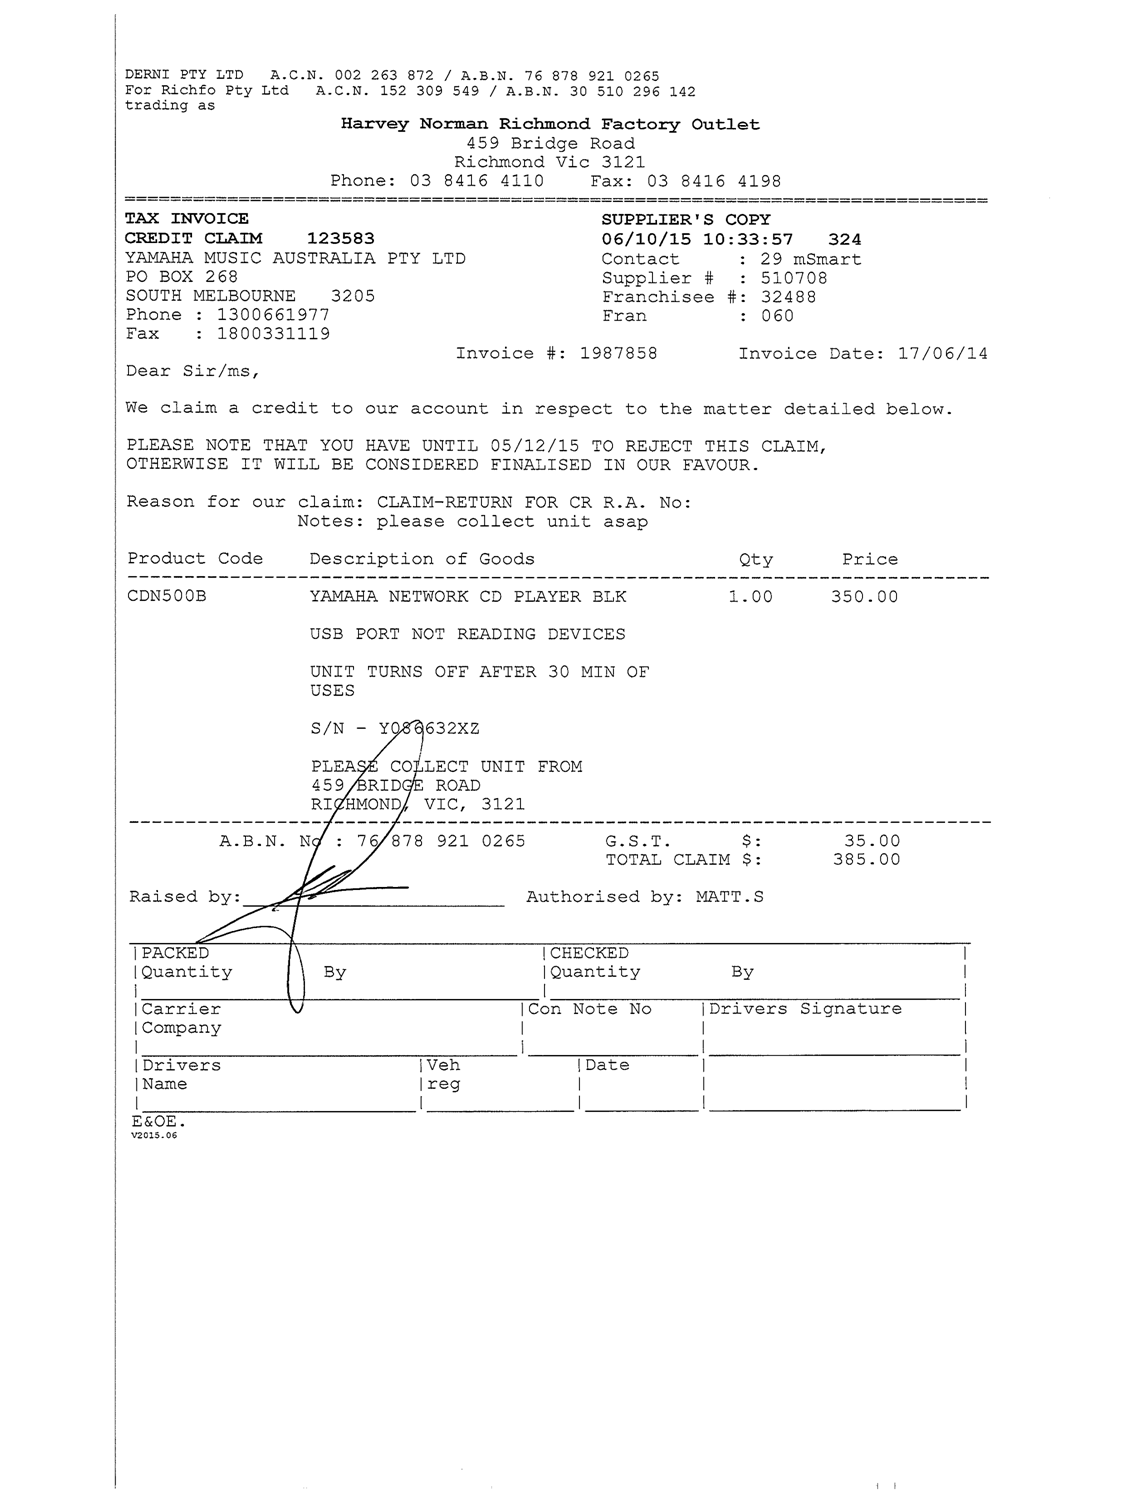 DERNI PTY LTD A.C.N. 002 263 872 / A.B.N. 76 878 921 0265
For Richfo Pty Ltd A.C.N. 152 309 549 / A.B.N. 30 510 296 142
trading as
Harvey Norman Richmond Factory Outlet
459 Bridge Road
Richmond Vic 3121
Phone: 03 8416 4110 Fax: 03 8416 4198
TAX INVOICE SUPPLIER'S COPY
CREDIT CLAIM 123583 06/10/15 10:33:57 324
YAMAHA MUSIC AUSTRALIA PTY LTD Contact : 29 mSmart
PO BOX 268 Supplier # : 510708
SOUTH MELBOURNE 3205 Franchisee #: 32488
Phone : 1300661977 Fran : 060
Fax : 1800331119
Invoice #: 1987858 Invoice Date: 17/06/14
Dear Sir/ms,
We claim a credit to our account in respect to the matter detailed below.
PLEASE NOTE THAT YOU HAVE UNTIL 05/12/15 TO REJECT THIS CLAIM,
OTHERWISE IT WILL BE CONSIDERED FINALISED IN OUR FAVOUR.
Reason for our claim: CLAIM-RETURN FOR CR R.A. No:
Notes: please collect unit asap
Product Code Description of Goods Qty Price
CDN500B YAMAHA NETWORK CD PLAYER BLK 1.00 350.00
USB PORT NOT READING DEVICES
UNIT TURNS OFF AFTER 30 MIN OF
USES
S/N - Y086632XZ
PLEASE COLLECT UNIT FROM
459 BRIDGE ROAD
RICHMOND, VIC, 3121
A.B.N. No : 76 878 921 0265 G.S.T. $: 35.00
TOTAL CLAIM $: 385.00
Raised by: Authorised by: MATT.S
PACKED CHECKED
Quantity By Quantity By
Carrier Con Note No Drivers Signature
Company
Drivers Veh Date
Name reg
E&OE.
V2015.06